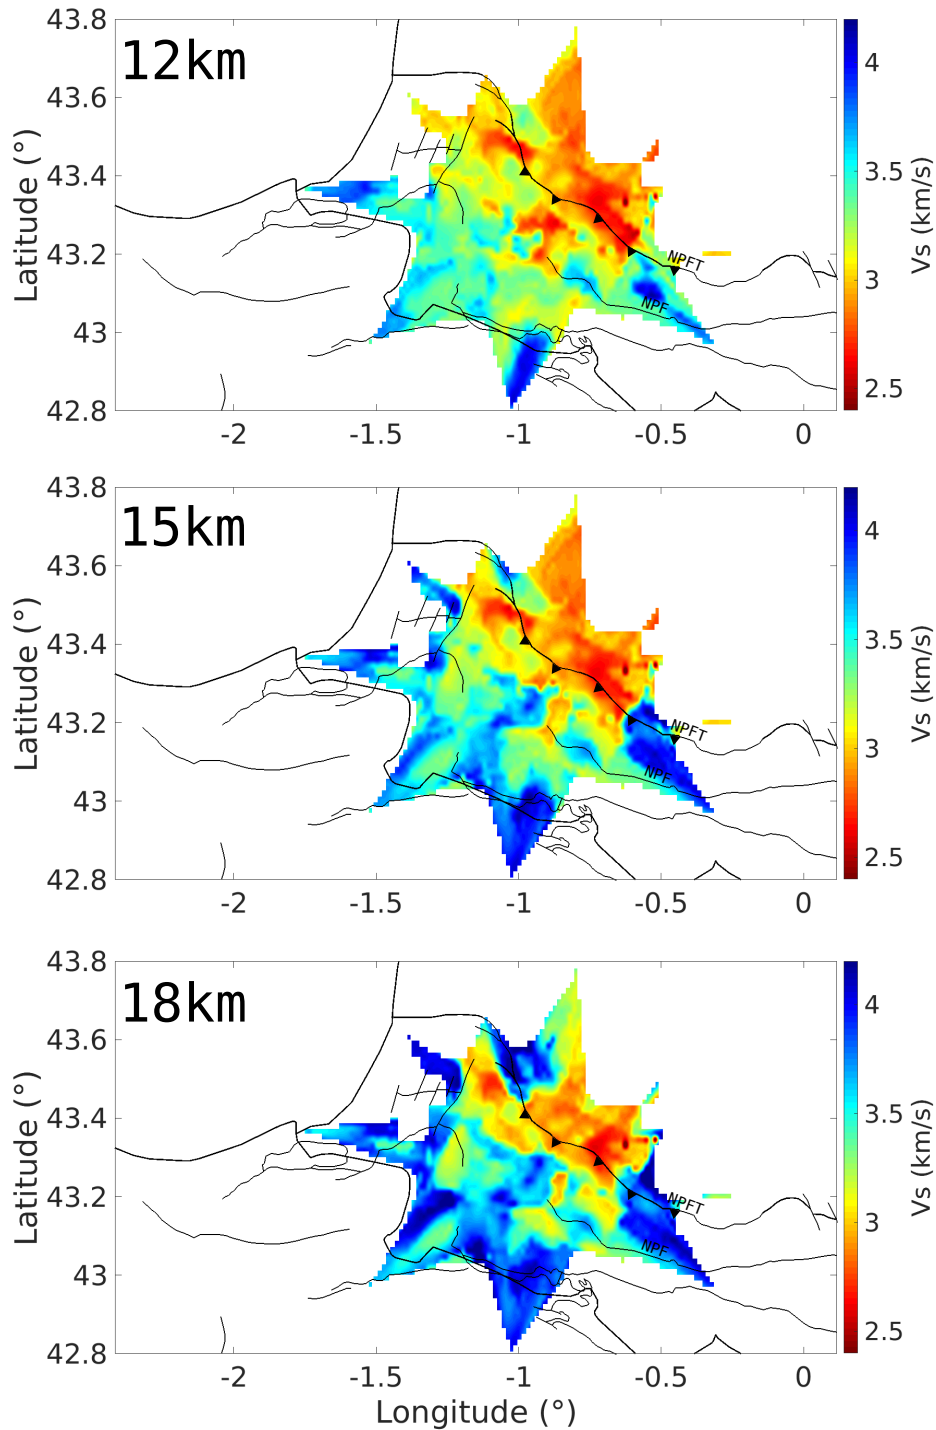 43.8
12km
43.6
43.4
43.2
43
42.8
Latitude (°)
NPFT
NPF
-2
-1.5
-1
-0.5
0
4
3.5
3
2.5
Vs (km/s)
43.8
15km
43.6
43.4
43.2
43
42.8
Latitude (°)
NPFT
NPF
-2
-1.5
-1
-0.5
0
4
3.5
3
2.5
Vs (km/s)
43.8
18km
43.6
43.4
43.2
43
42.8
Latitude (°)
NPFT
NPF
-2
-1.5
-1
-0.5
0
Longitude (°)
4
3.5
3
2.5
Vs (km/s)